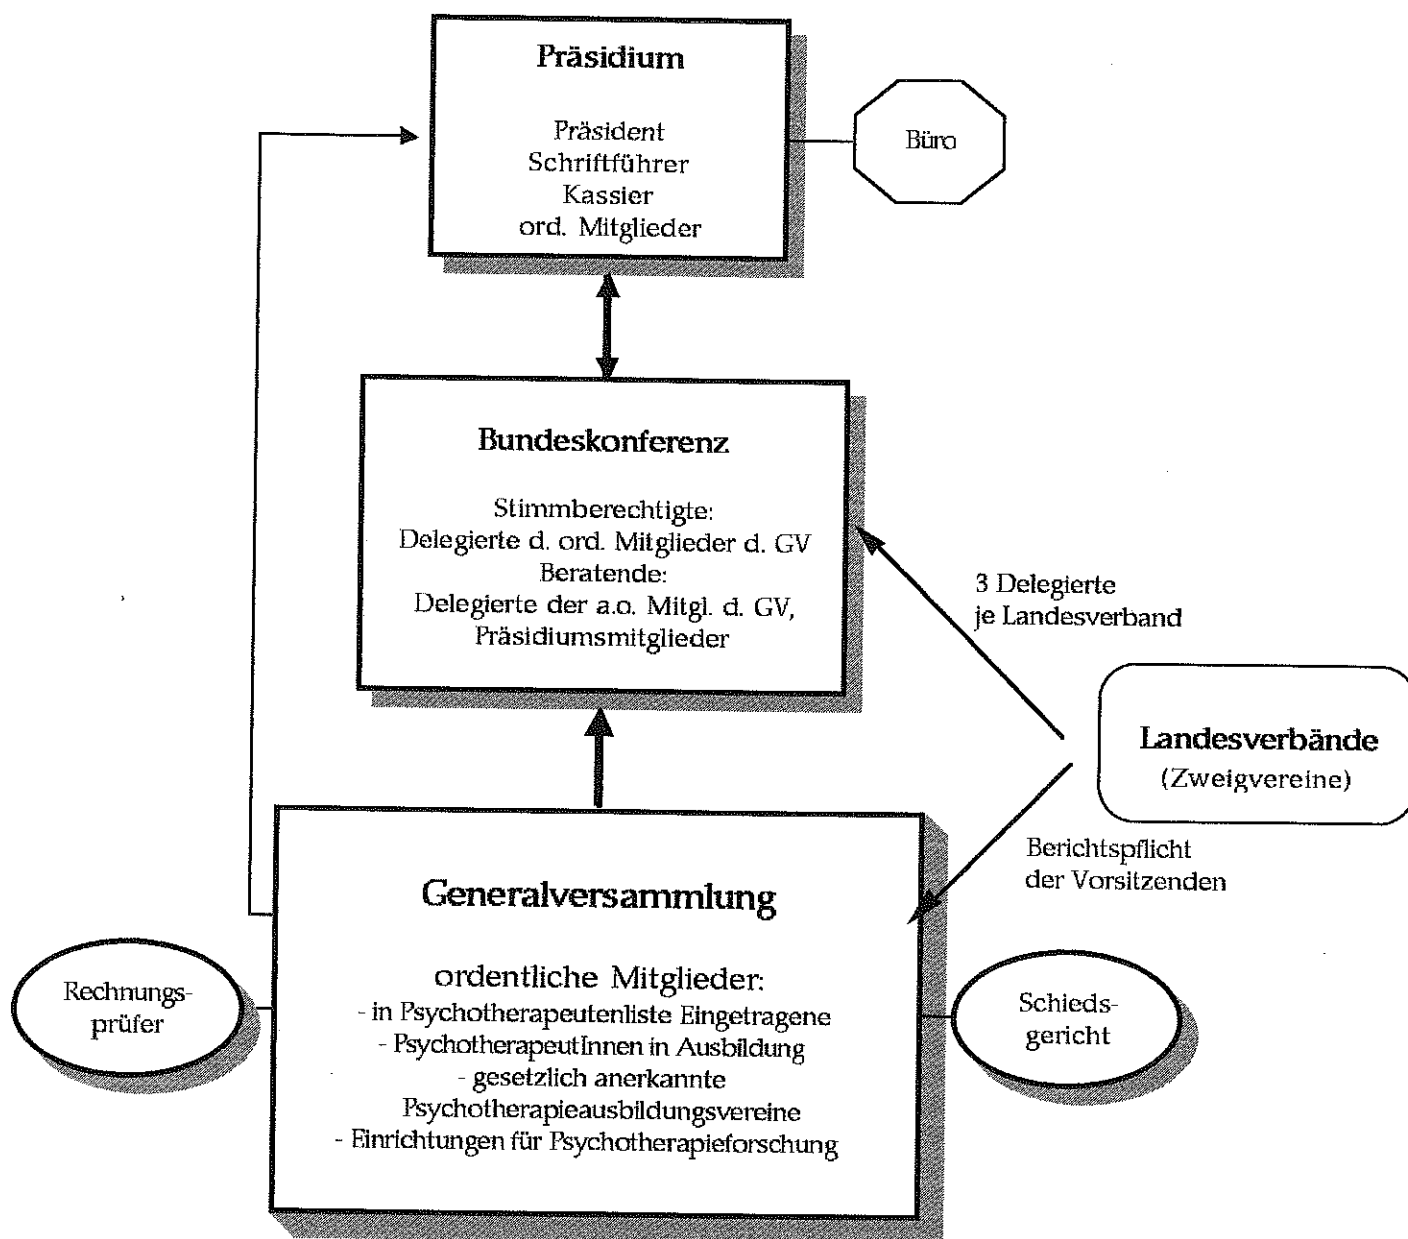 Präsidium
Präsident
Schriftführer
Kassier
ord. Mitglieder
Büro
Bundeskonferenz
Stimmberechtigte:
Delegierte d. ord. Mitglieder d. GV
Beratende:
Delegierte der a.o. Mitgl. d. GV,
Präsidiumsmitglieder
3 Delegierte
je Landesverband
Landesverbände
(Zweigvereine)
Berichtspflicht
der Vorsitzenden
Generalversammlung
ordentliche Mitglieder:
- in Psychotherapeutenliste Eingetragene
- PsychotherapeutInnen in Ausbildung
- gesetzlich anerkannte
Psychotherapieausbildungsvereine
- Einrichtungen für Psychotherapieforschung
Rechnungs-
prüfer
Schieds-
gericht